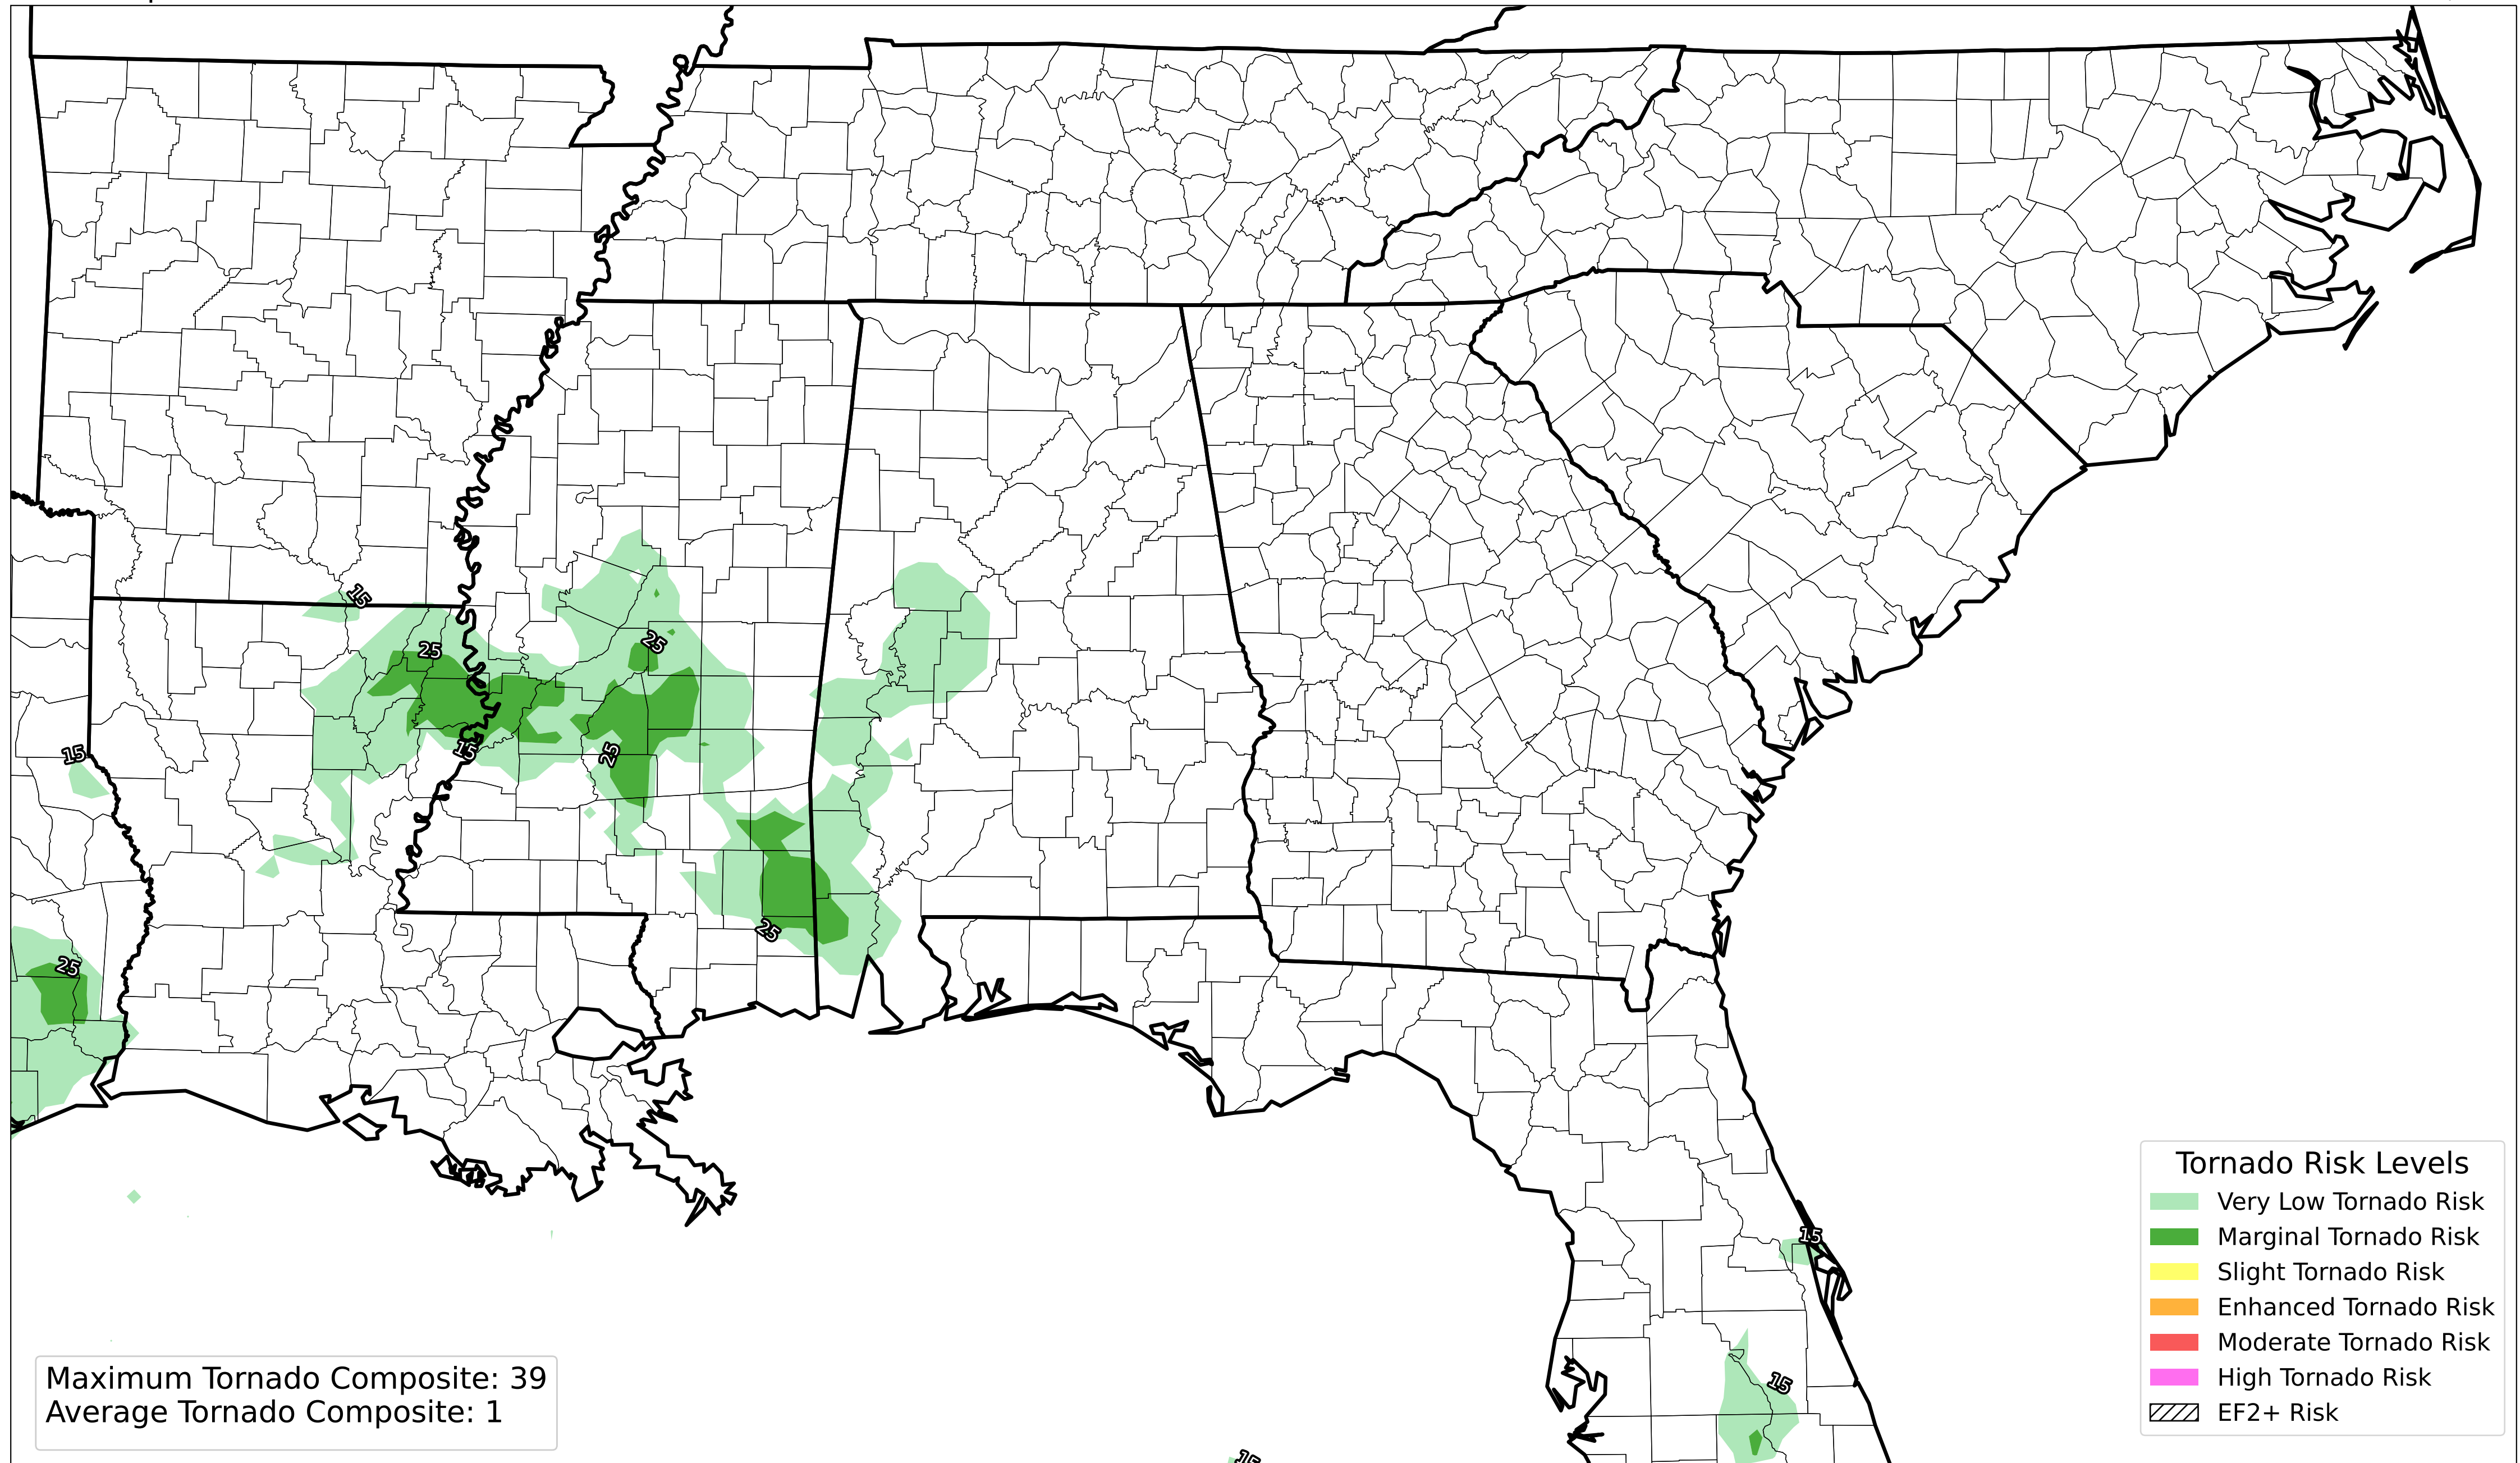 15
25
25
15
25
15
25
25
15
15
15
Tornado Risk Levels
Very Low Tornado Risk
Marginal Tornado Risk
Slight Tornado Risk
Enhanced Tornado Risk
Moderate Tornado Risk
High Tornado Risk
EF2+ Risk
Maximum Tornado Composite: 39
Average Tornado Composite: 1